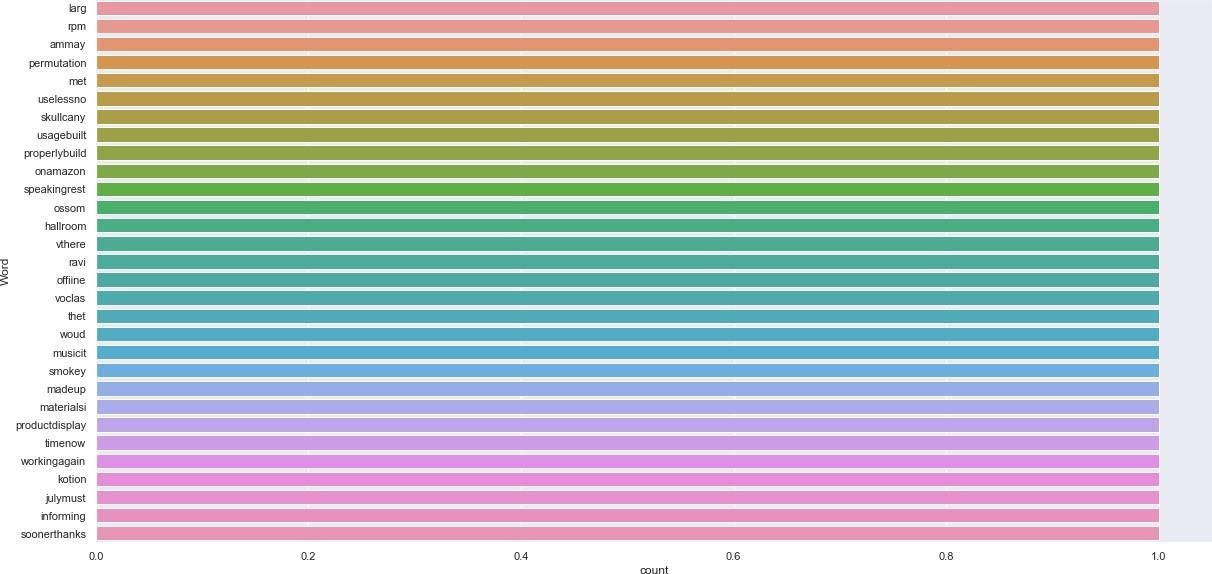 larg
rpm
ammay
permutation
met
uselessno
skullcany
usagebuilt
properlybuild
onamazon
speakingrest
ossom
hallroom
vthere
ravi
offiine
voclas
thet
woud
musicit
smokey
madeup
materialsi
productdisplay
timenow
workingagain
kotion
julymust
informing
soonerthanks
Word
0.0 0.2 0.4 0.6 0.8 1.0
count